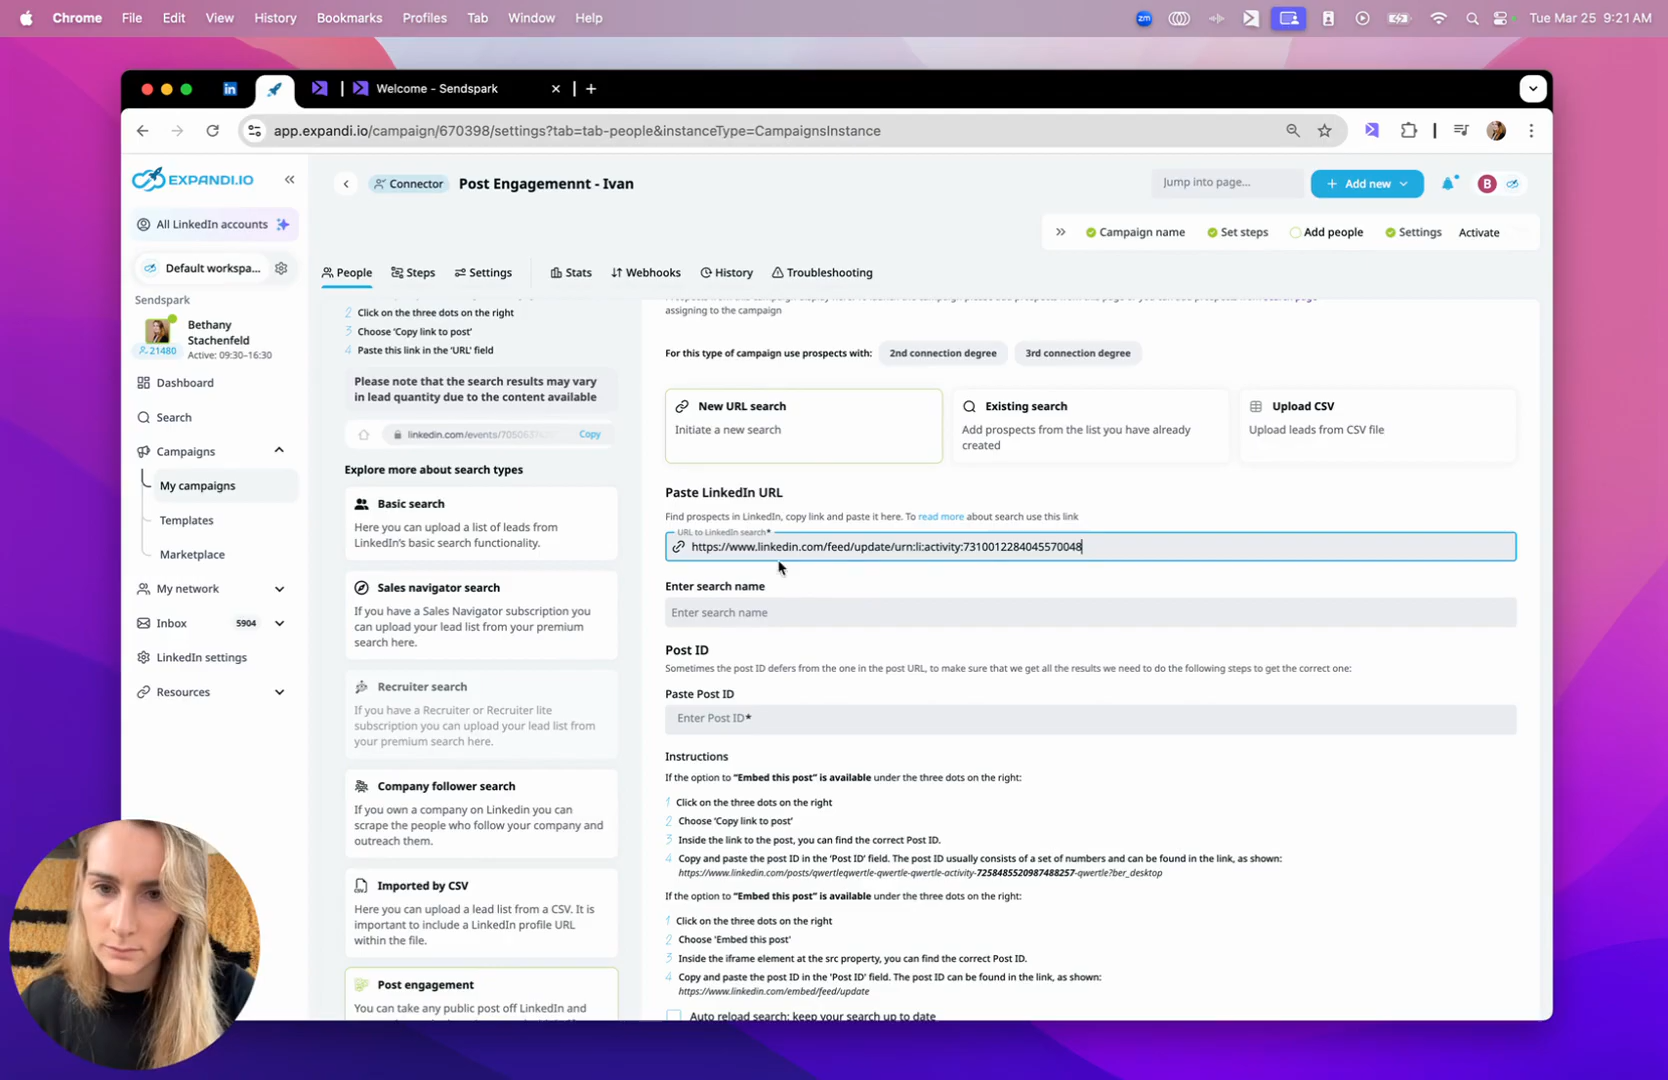 Chrome File Edit View History Bookmarks Profiles Tab Window Help
zm Tue Mar 25 9:21 AM
in Welcome - Sendspark
app.expandi.io/campaign/670398/settings?tab=tab-people&instanceType=CampaignsInstance
EXPANDI.IO
Connector Post Engagemennt - Ivan
Jump into page...
Add new
B
All LinkedIn accounts
Campaign name Set steps Add people Settings Activate
Default workspa...
People Steps Settings Stats Webhooks History Troubleshooting
Sendspark
Bethany
Stachenfeld
21480
Active: 09:30–16:30
Dashboard
Search
Campaigns
My campaigns
Templates
Marketplace
My network
Inbox 5904
LinkedIn settings
Resources
2 Click on the three dots on the right
3 Choose 'Copy link to post'
4 Paste this link in the 'URL' field
Please note that the search results may vary
in lead quantity due to the content available
Copy
Explore more about search types
Basic search
Here you can upload a list of leads from
LinkedIn's basic search functionality.
Sales navigator search
If you have a Sales Navigator subscription you
can upload your lead list from your premium
search here.
Recruiter search
If you have a Recruiter or Recruiter lite
subscription you can upload your lead list from
your premium search here.
Company follower search
If you own a company on Linkedin you can
scrape the people who follow your company and
outreach them.
Imported by CSV
Here you can upload a lead list from a CSV. It is
important to include a LinkedIn profile URL
within the file.
Post engagement
You can take any public post off LinkedIn and
assigning to the campaign
For this type of campaign use prospects with: 2nd connection degree 3rd connection degree
New URL search
Initiate a new search
Existing search
Add prospects from the list you have already
created
Upload CSV
Upload leads from CSV file
Paste LinkedIn URL
Find prospects in LinkedIn, copy link and paste it here. To read more about search use this link
URL to LinkedIn search*
https://www.linkedin.com/feed/update/urn:li:activity:7310012284045570048
Enter search name
Enter search name
Post ID
Sometimes the post ID defers from the one in the post URL, to make sure that we get all the results we need to do the following steps to get the correct one:
Paste Post ID
Enter Post ID*
Instructions
If the option to "Embed this post" is available under the three dots on the right:
1 Click on the three dots on the right
2 Choose 'Copy link to post'
3 Inside the link to the post, you can find the correct Post ID.
4 Copy and paste the post ID in the 'Post ID' field. The post ID usually consists of a set of numbers and can be found in the link, as shown:
https://www.linkedin.com/posts/qwertleqwertle-qwertle-qwertle-activity-7258485520987488257-qwertle?ber_desktop
If the option to "Embed this post" is available under the three dots on the right:
1 Click on the three dots on the right
2 Choose 'Embed this post'
3 Inside the iframe element at the src property, you can find the correct Post ID.
4 Copy and paste the post ID in the 'Post ID' field. The post ID can be found in the link, as shown:
https://www.linkedin.com/embed/feed/update
Auto reload search: keep your search up to date